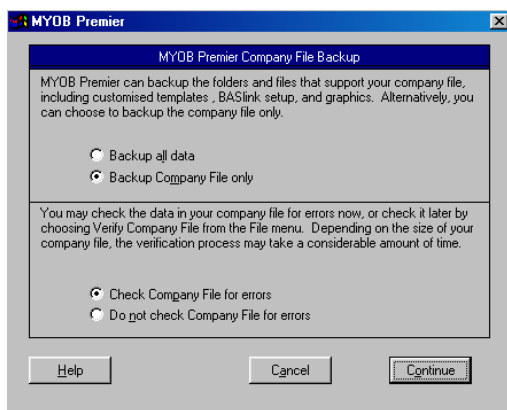 MYOB Premier
MYOB Premier Company File Backup
MYOB Premier can backup the folders and files that support your company file,
including customised templates , BASlink setup, and graphics. Alternatively, you
can choose to backup the company file only.
Backup all data
Backup Company File only
You may check the data in your company file for errors now, or check it later by
choosing Verify Company File from the File menu. Depending on the size of your
company file, the verification process may take a considerable amount of time.
Check Company File for errors
Do not check Company File for errors
Help
Cancel
Continue